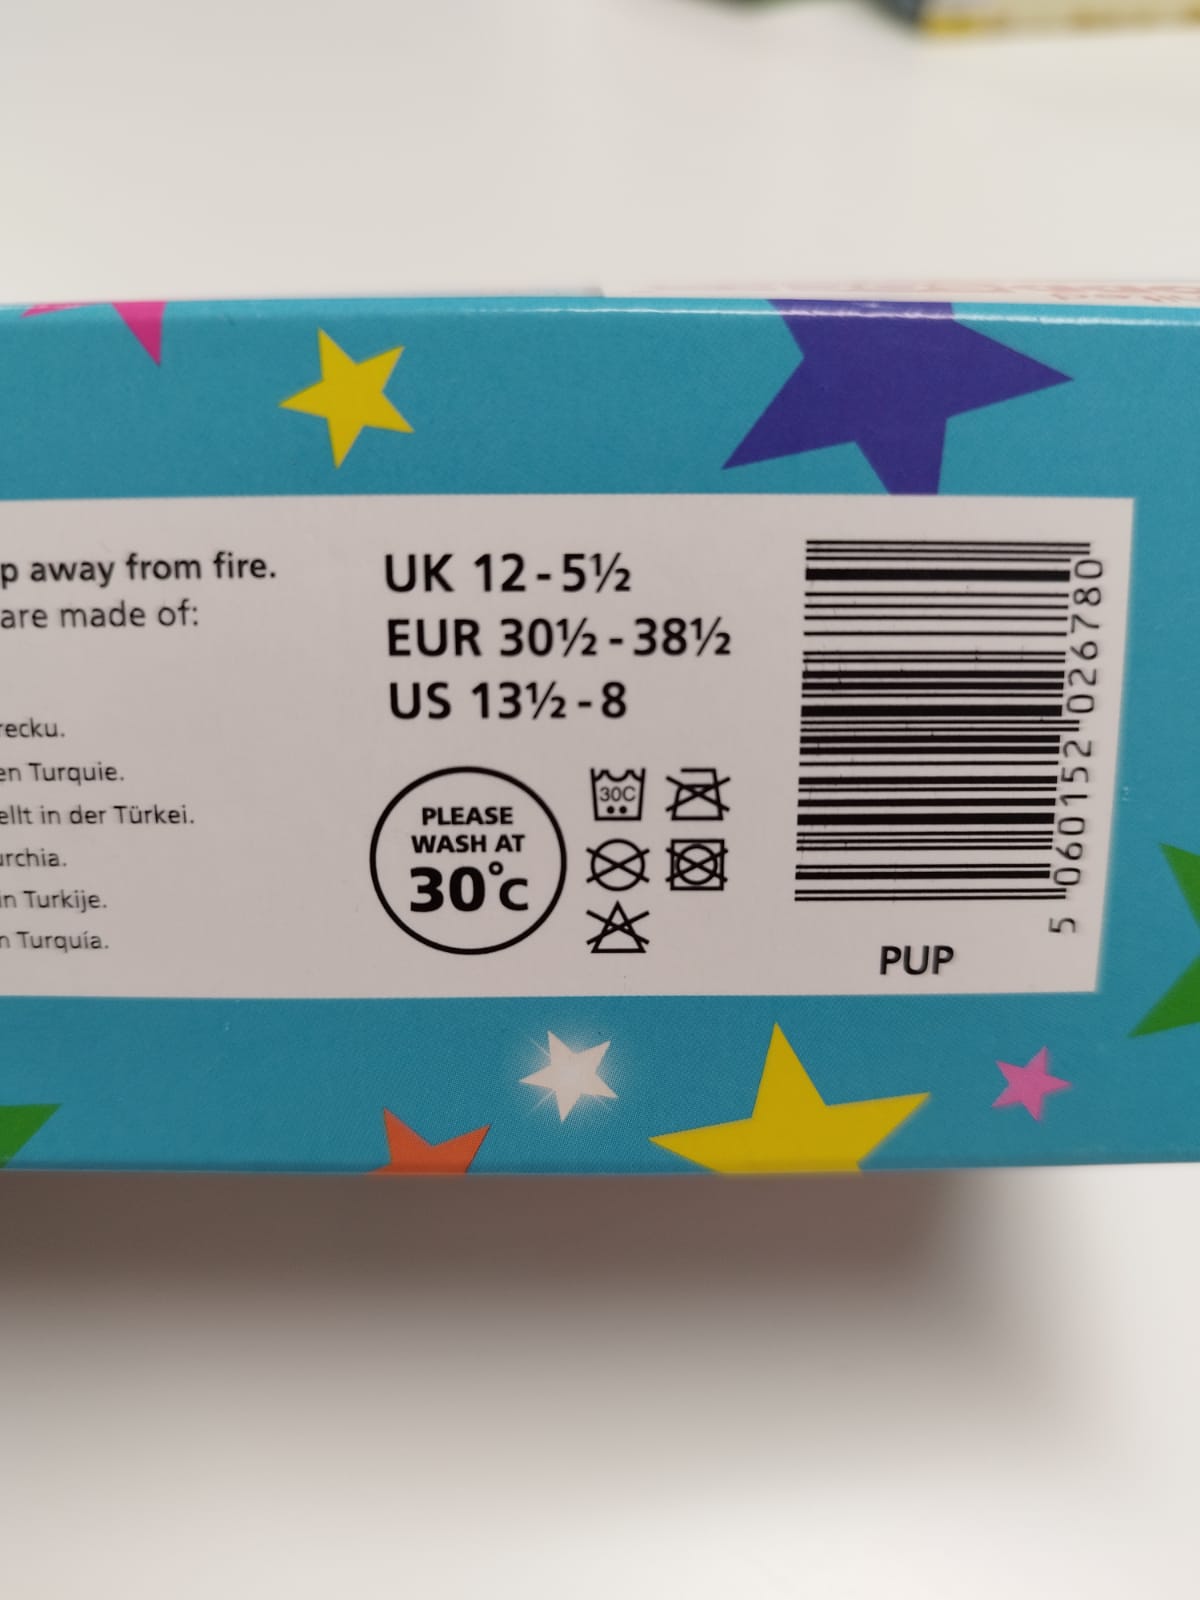 p away from fire.
are made of:
recku.
en Turquie.
ellt in der Türkei.
urchia.
in Turkije.
n Turquía.
UK 12 - 5½
EUR 30½ - 38½
US 13½ - 8
PLEASE
WASH AT
30°c
30C
5 060152 026780
PUP